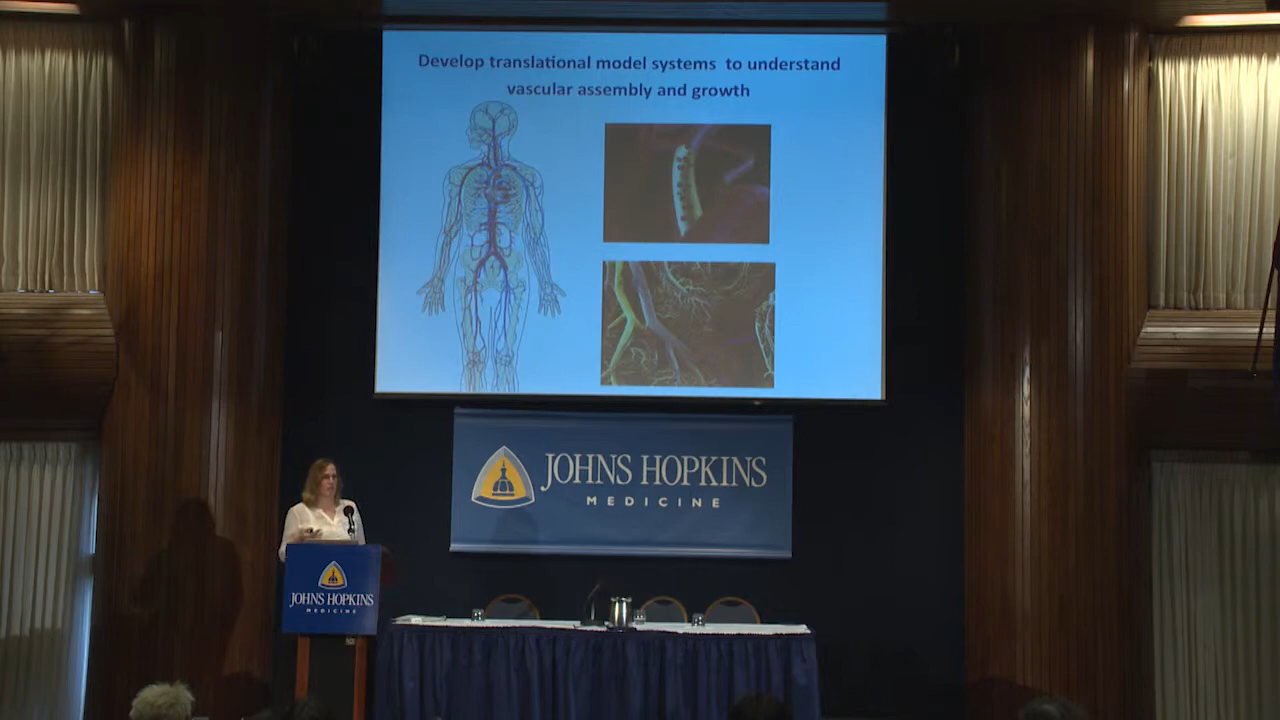 Develop translational model systems to understand
vascular assembly and growth
JOHNS HOPKINS
MEDICINE
JOHNS HOPKINS
MEDICINE